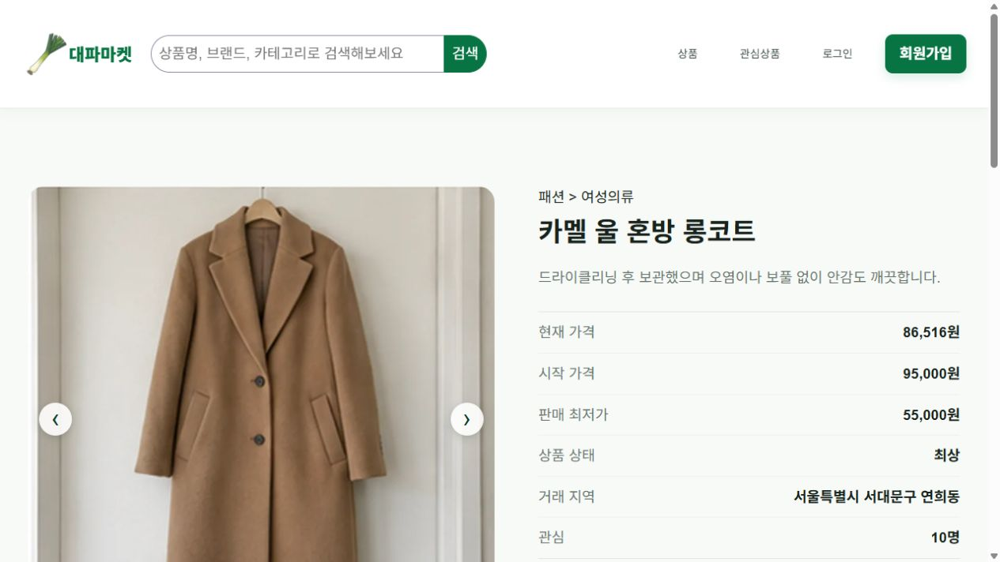 대파마켓
상품명, 브랜드, 카테고리로 검색해보세요
검색
상품
관심상품
로그인
회원가입
패션 > 여성의류
카멜 울 혼방 롱코트
드라이클리닝 후 보관했으며 오염이나 보풀 없이 안감도 깨끗합니다.
현재 가격 86,516원
시작 가격 95,000원
판매 최저가 55,000원
상품 상태 최상
거래 지역 서울특별시 서대문구 연희동
관심 10명